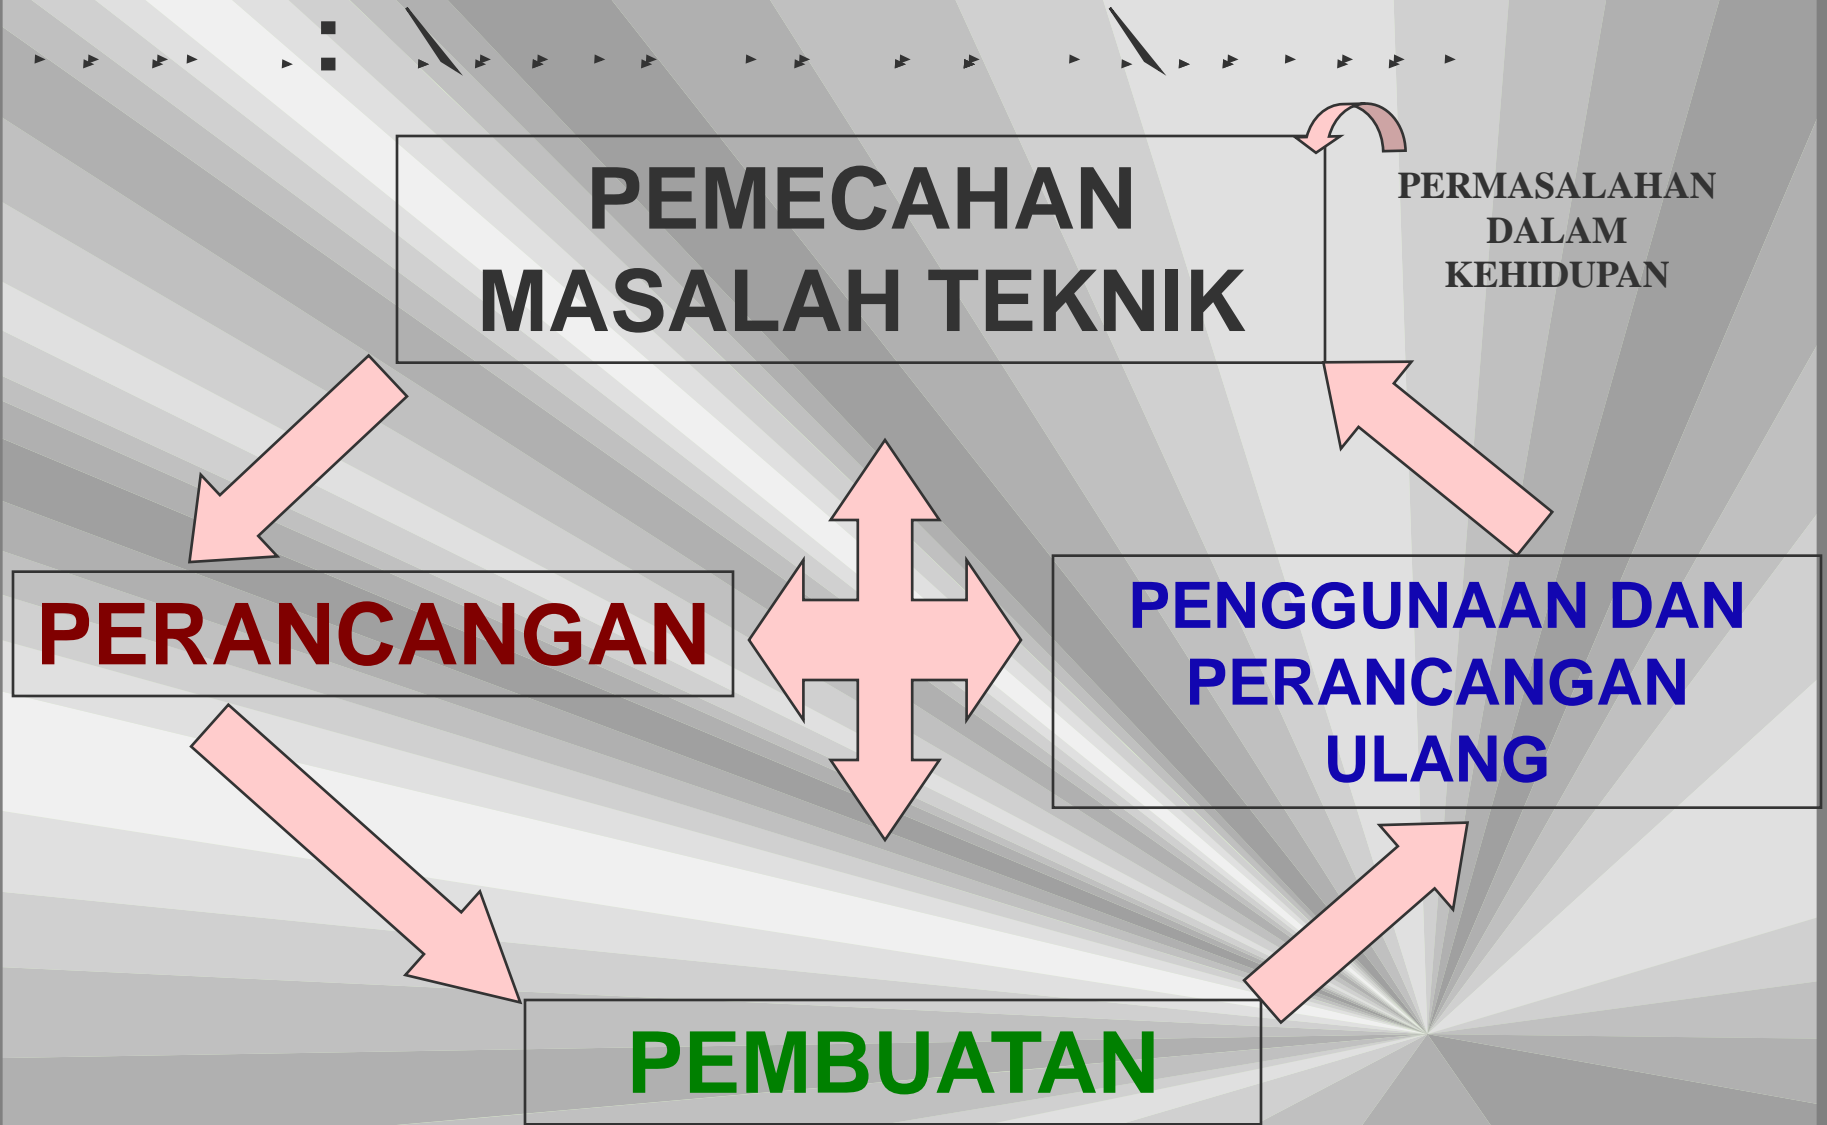 PEMECAHAN
MASALAH TEKNIK
PERMASALAHAN
DALAM
KEHIDUPAN
PERANCANGAN
PENGGUNAAN DAN
PERANCANGAN
ULANG
PEMBUATAN